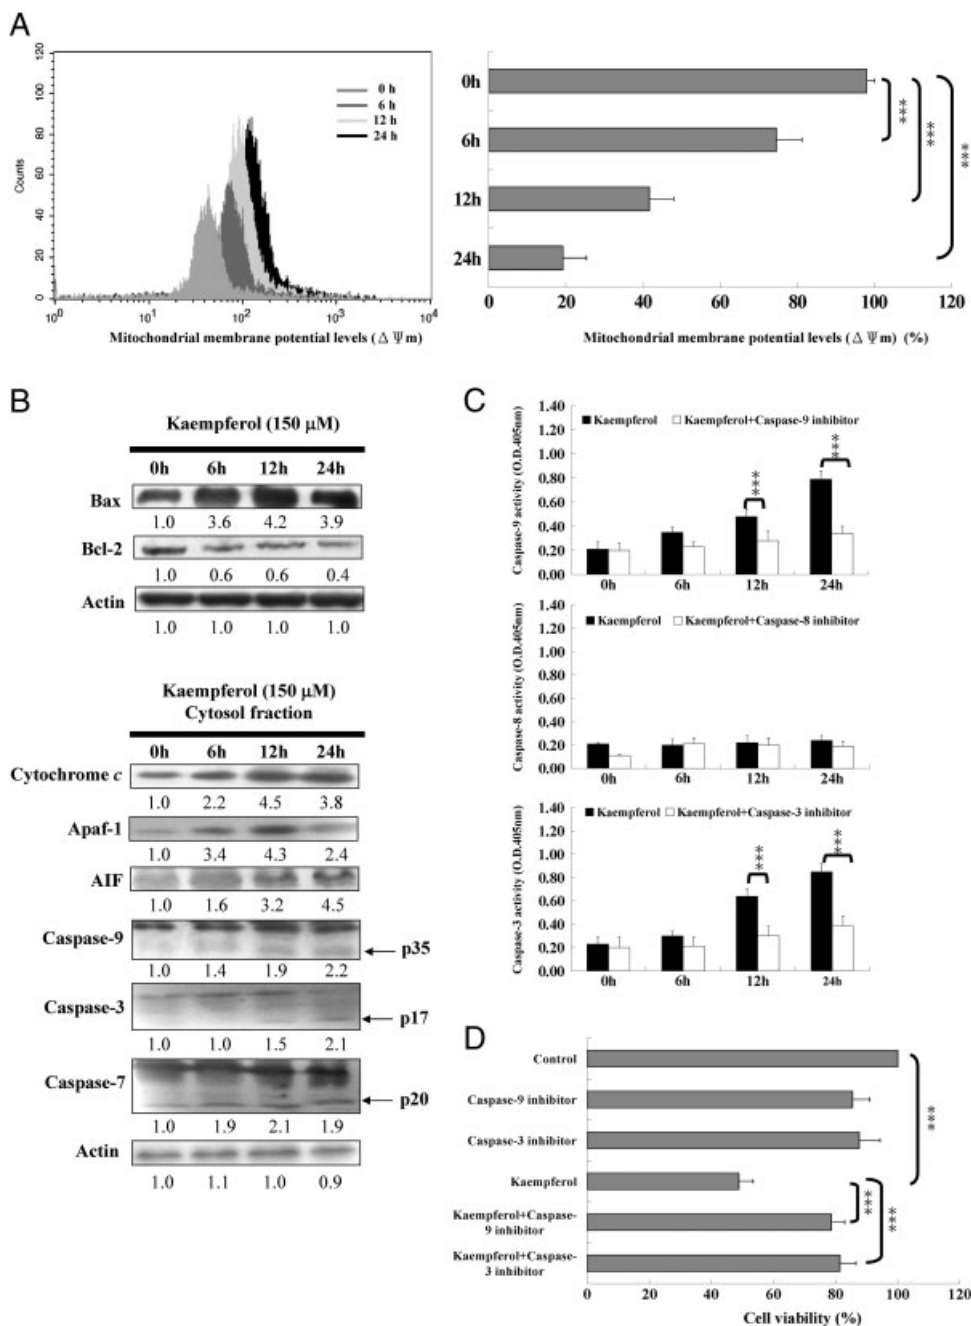 A
120
100
80
60
40
20
0
Counts
0 h
6 h
12 h
24 h
10^0 10^1 10^2 10^3 10^4
Mitochondrial membrane potential levels (Δ Ψm)
0h
6h
12h
24h
***
***
***
0 20 40 60 80 100 120
Mitochondrial membrane potential levels (Δ Ψm) (%)
B
Kaempferol (150 μM)
0h 6h 12h 24h
Bax
1.0 3.6 4.2 3.9
Bcl-2
1.0 0.6 0.6 0.4
Actin
1.0 1.0 1.0 1.0
Kaempferol (150 μM)
Cytosol fraction
0h 6h 12h 24h
Cytochrome c
1.0 2.2 4.5 3.8
Apaf-1
1.0 3.4 4.3 2.4
AIF
1.0 1.6 3.2 4.5
Caspase-9
p35
1.0 1.4 1.9 2.2
Caspase-3
p17
1.0 1.0 1.5 2.1
Caspase-7
p20
1.0 1.9 2.1 1.9
Actin
1.0 1.1 1.0 0.9
C
Caspase-9 activity (O.D.405nm)
1.40
1.20
1.00
0.80
0.60
0.40
0.20
0.00
Kaempferol Kaempferol+Caspase-9 inhibitor
***
***
0h 6h 12h 24h
Caspase-8 activity (O.D.405nm)
1.40
1.20
1.00
0.80
0.60
0.40
0.20
0.00
Kaempferol Kaempferol+Caspase-8 inhibitor
0h 6h 12h 24h
Caspase-3 activity (O.D.405nm)
1.40
1.20
1.00
0.80
0.60
0.40
0.20
0.00
Kaempferol Kaempferol+Caspase-3 inhibitor
***
***
0h 6h 12h 24h
D
Control
Caspase-9 inhibitor
Caspase-3 inhibitor
Kaempferol
Kaempferol+Caspase-
9 inhibitor
Kaempferol+Caspase-
3 inhibitor
***
***
***
0 20 40 60 80 100 120
Cell viability (%)